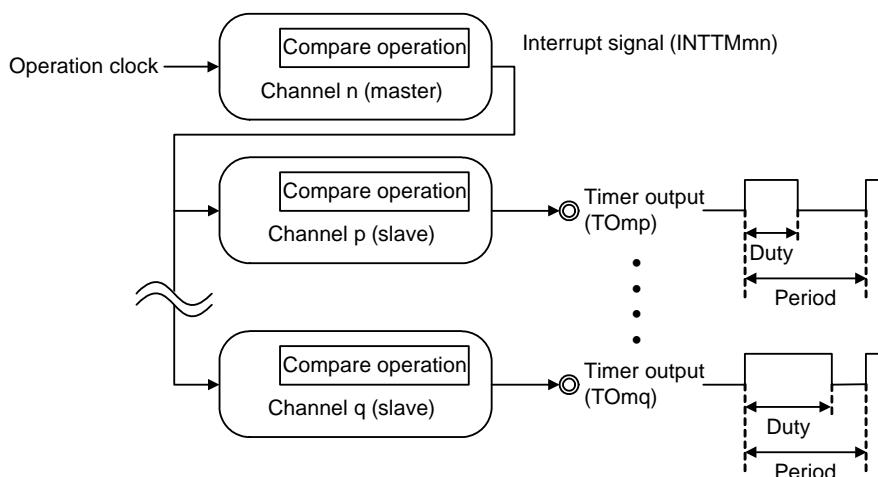 Compare operation
Interrupt signal (INTTMmn)
Operation clock
Channel n (master)
Compare operation
Channel p (slave)
Timer output
(TOmp)
Duty
Period
Compare operation
Channel q (slave)
Timer output
(TOmq)
Duty
Period